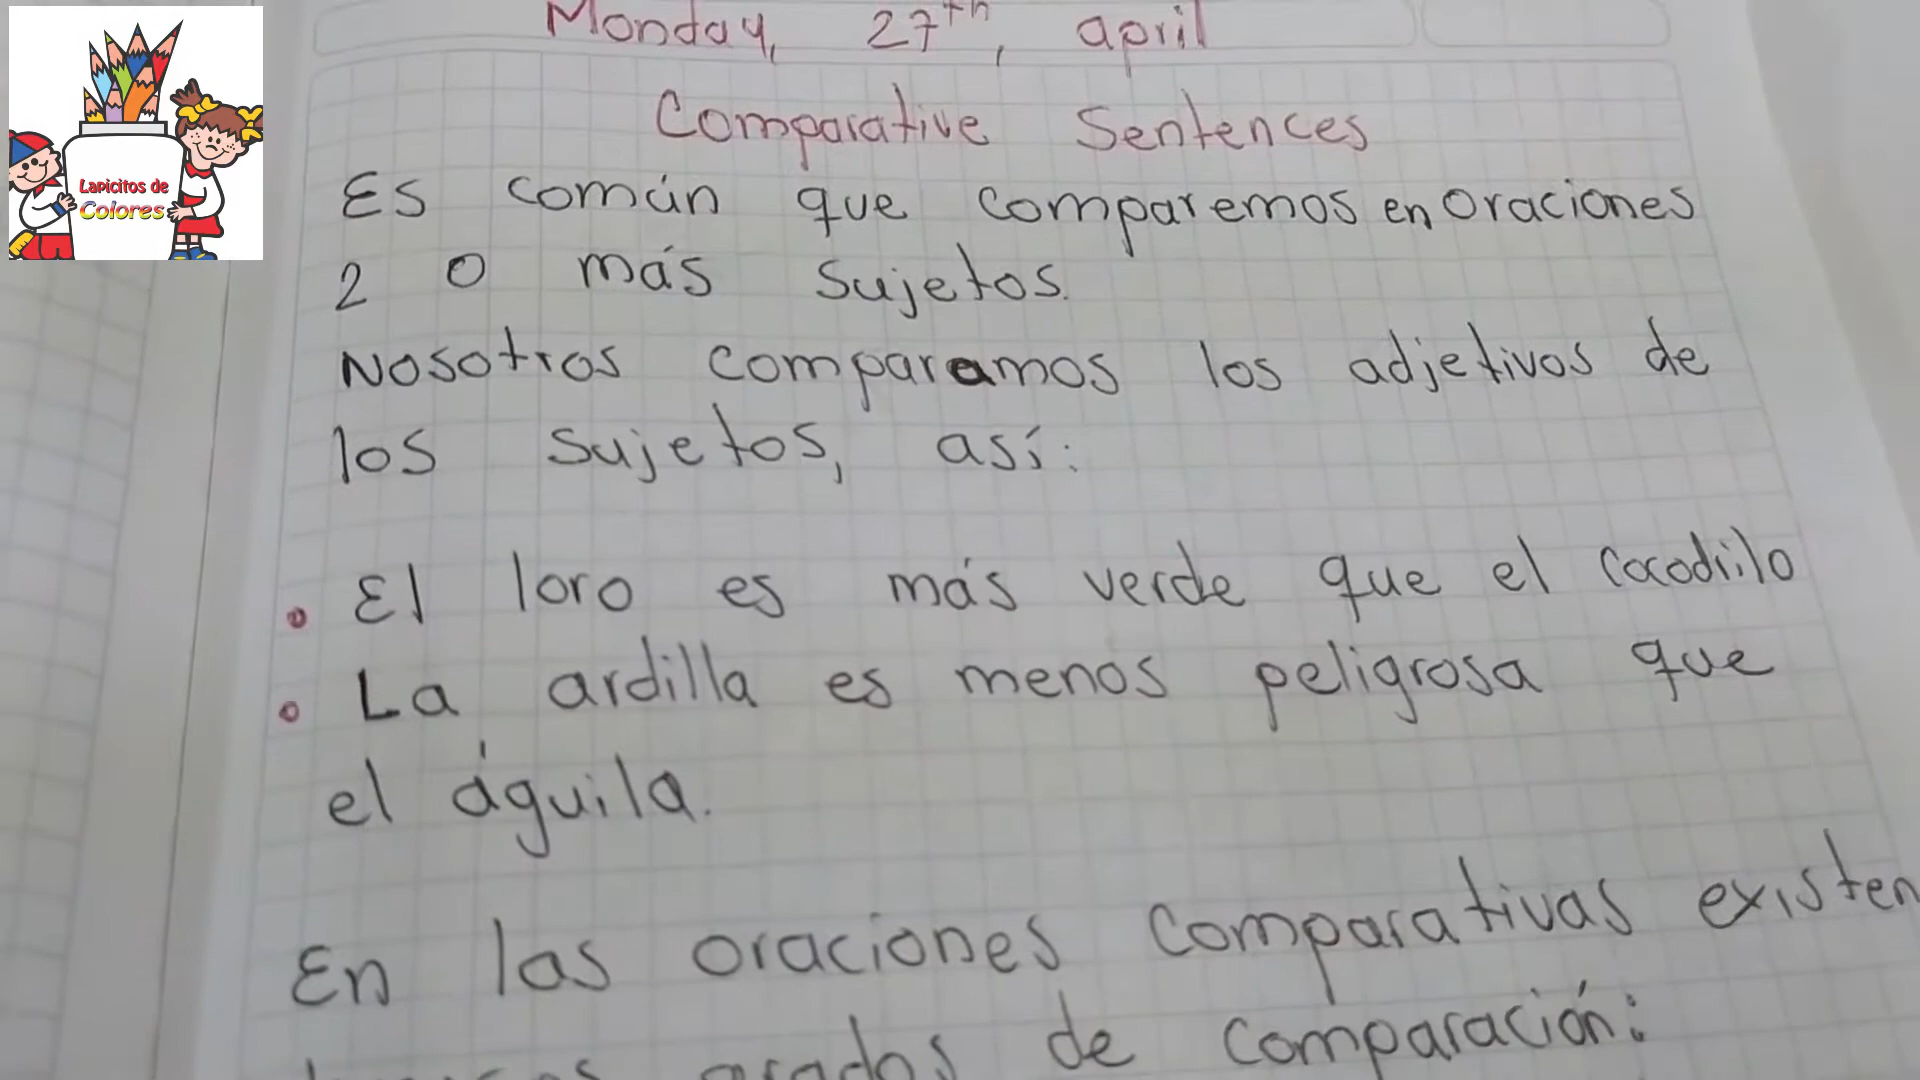 Lapicitos de
Colores
Monday, 27th, april
Comparative Sentences
Es común que comparemos en oraciones
2 o más sujetos.
Nosotros comparamos los adjetivos de
los sujetos, así:
El loro es más verde que el cocodrilo
La ardilla es menos peligrosa que
el águila.
En las oraciones comparativas existen
grados de comparación: